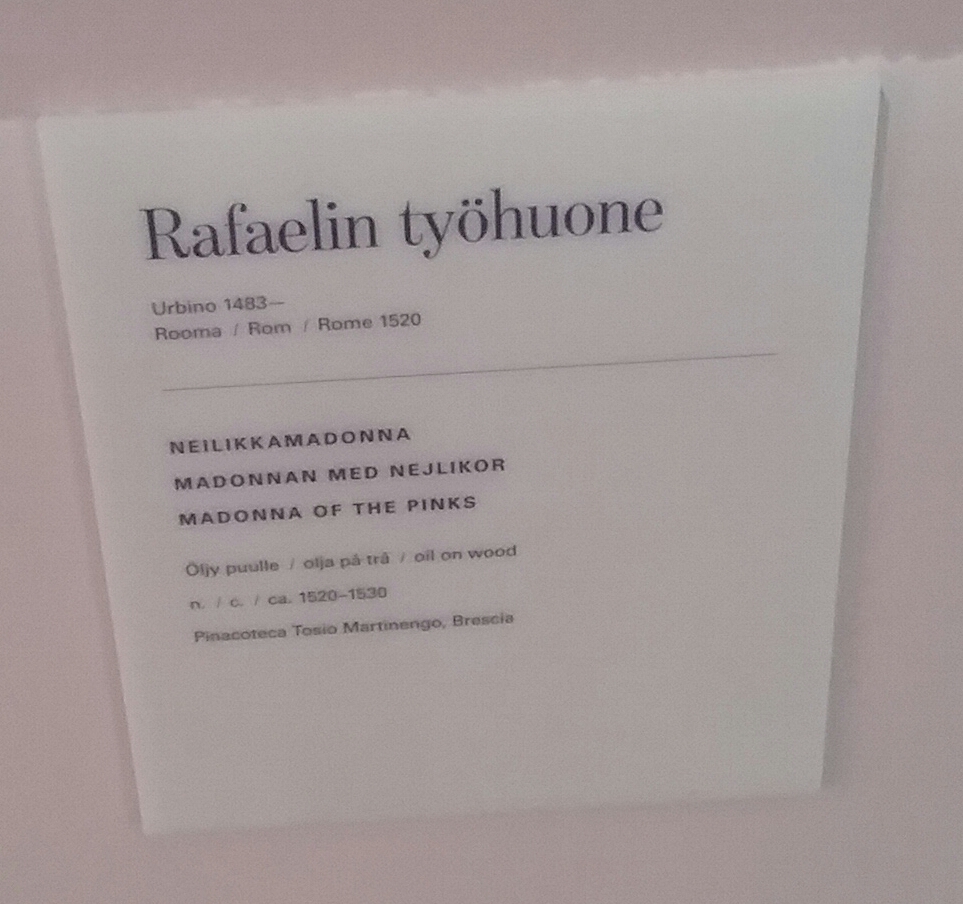 Rafaelin työhuone
Urbino 1483—
Rooma / Rom / Rome 1520
NEILIKKAMADONNA
MADONNAN MED NEJLIKOR
MADONNA OF THE PINKS
Öljy puulle / olja på trä / oil on wood
n. / c. / ca. 1520–1530
Pinacoteca Tosio Martinengo, Brescia